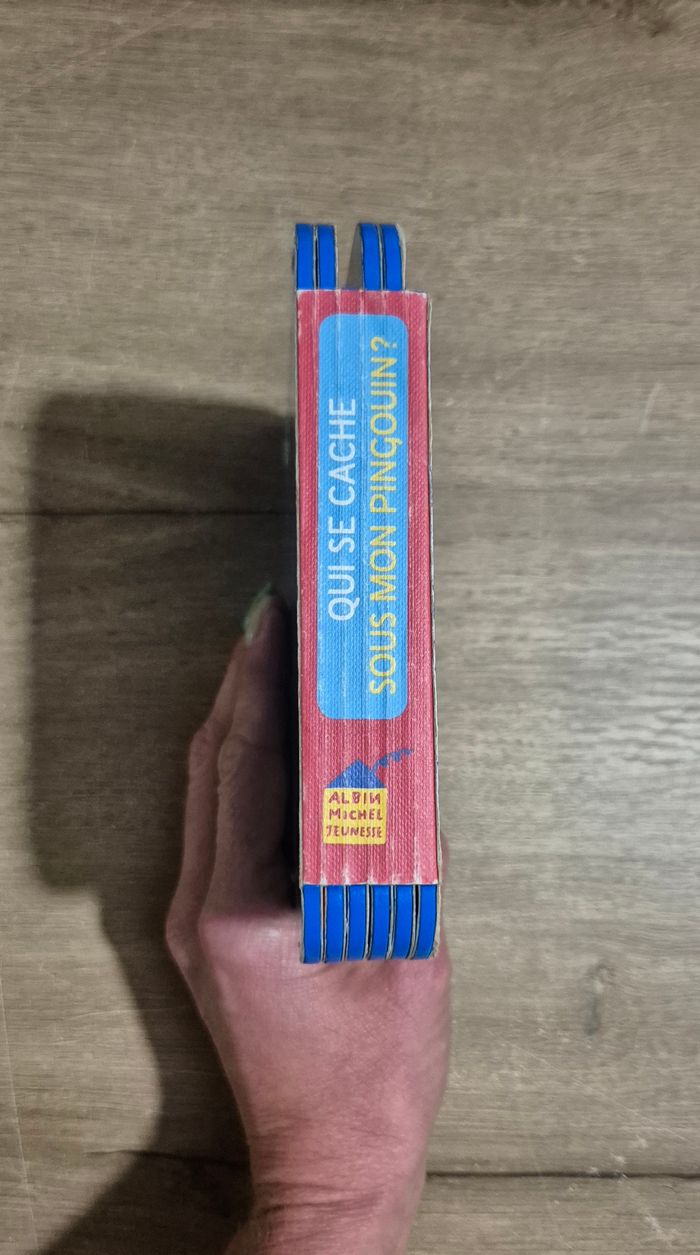 QUI SE CACHE
SOUS MON PINGOUIN ?
ALBIN
MICHEL
JEUNESSE